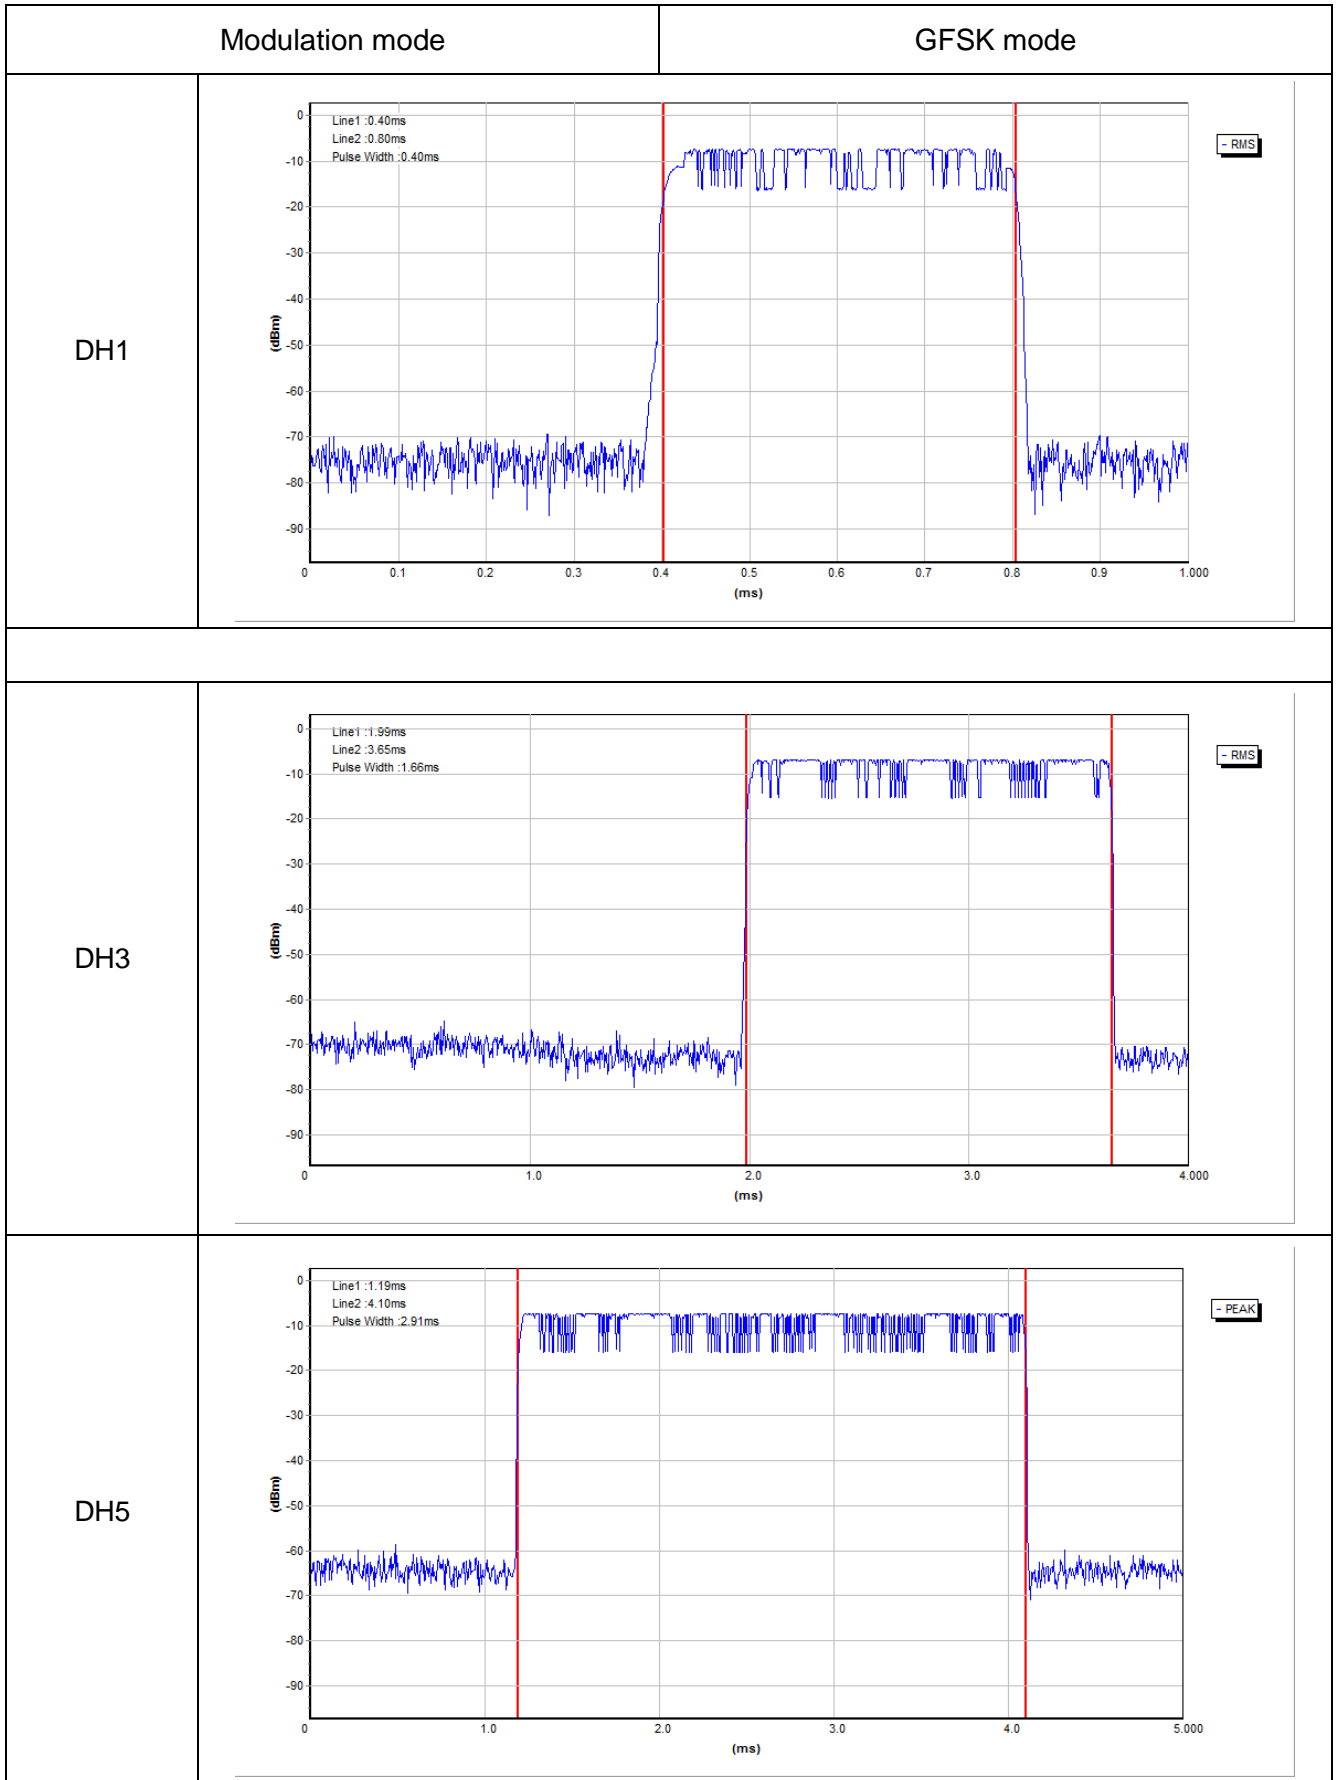 Modulation mode GFSK mode
DH1
Line1 :0.40ms
Line2 :0.80ms
Pulse Width :0.40ms
- RMS
0
-10
-20
-30
-40
-50
-60
-70
-80
-90
(dBm)
0 0.1 0.2 0.3 0.4 0.5 0.6 0.7 0.8 0.9 1.000
(ms)
DH3
Line1 :1.99ms
Line2 :3.65ms
Pulse Width :1.66ms
- RMS
0
-10
-20
-30
-40
-50
-60
-70
-80
-90
(dBm)
0 1.0 2.0 3.0 4.000
(ms)
DH5
Line1 :1.19ms
Line2 :4.10ms
Pulse Width :2.91ms
- PEAK
0
-10
-20
-30
-40
-50
-60
-70
-80
-90
(dBm)
0 1.0 2.0 3.0 4.0 5.000
(ms)